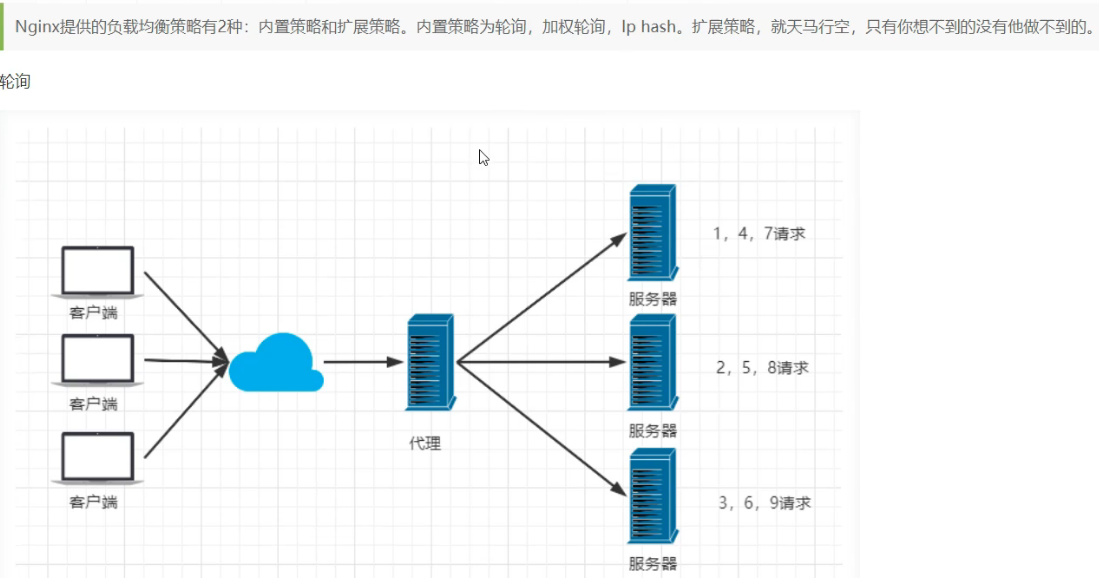 Nginx提供的负载均衡策略有2种：内置策略和扩展策略。内置策略为轮询，加权轮询，Ip hash。扩展策略，就天马行空，只有你想不到的没有他做不到的。
轮询
1，4，7请求
服务器
客户端
2，5，8请求
客户端
服务器
代理
客户端
3，6，9请求
服务器